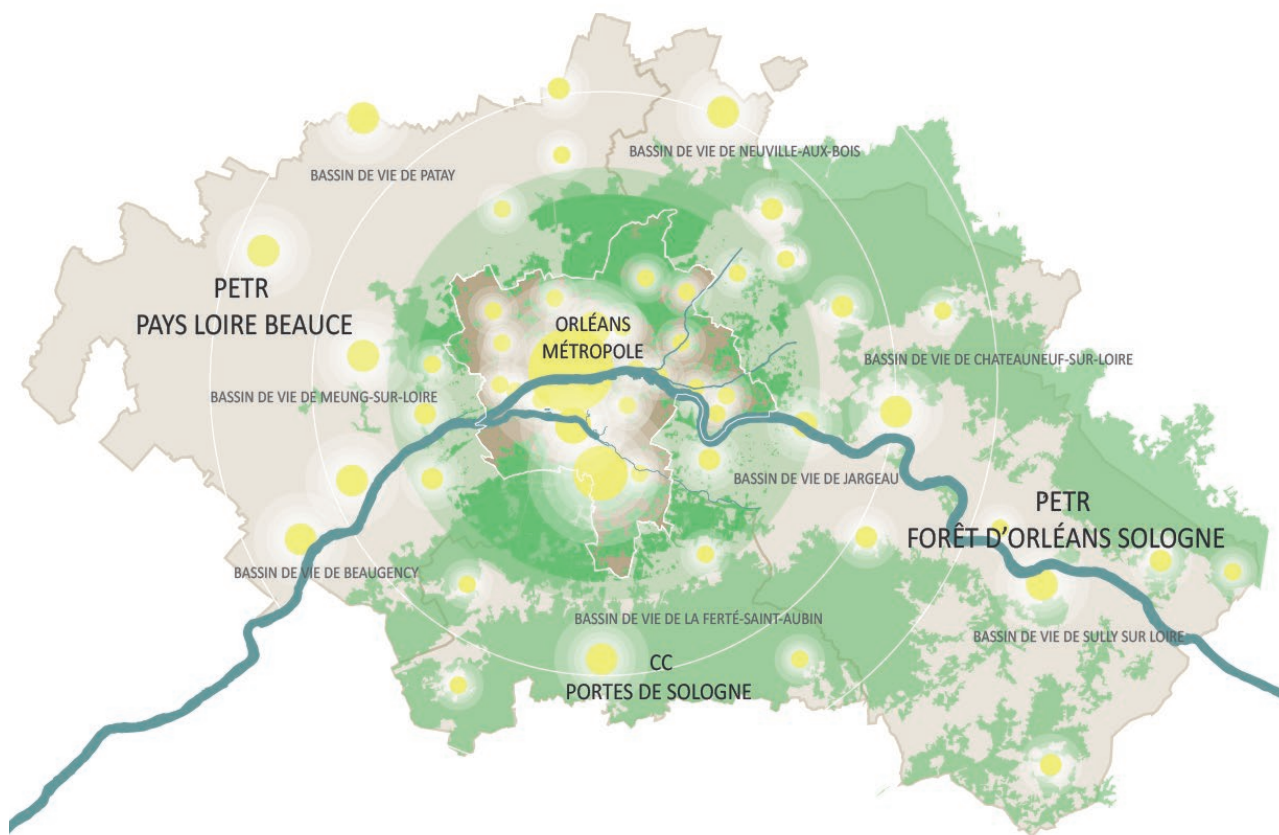 BASSIN DE VIE DE NEUVILLE-AUX-BOIS
BASSIN DE VIE DE PATAY
PETR
PAYS LOIRE BEAUCE
ORLÉANS
MÉTROPOLE
BASSIN DE VIE DE CHATEAUNEUF-SUR-LOIRE
BASSIN DE VIE DE MEUNG-SUR-LOIRE
BASSIN DE VIE DE JARGEAU
PETR
FORÊT D'ORLÉANS SOLOGNE
BASSIN DE VIE DE BEAUGENCY
BASSIN DE VIE DE LA FERTÉ-SAINT-AUBIN
BASSIN DE VIE DE SULLY SUR LOIRE
CC
PORTES DE SOLOGNE